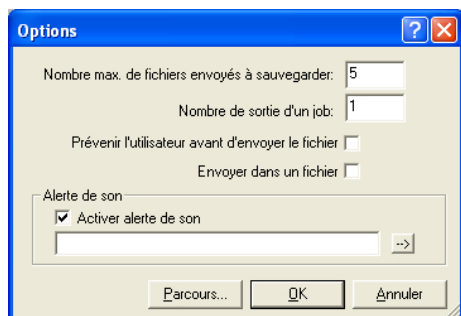 Options
Nombre max. de fichiers envoyés à sauvegarder: 5
Nombre de sortie d'un job: 1
Prévenir l'utilisateur avant d'envoyer le fichier
Envoyer dans un fichier
Alerte de son
Activer alerte de son
-->
Parcours... OK Annuler